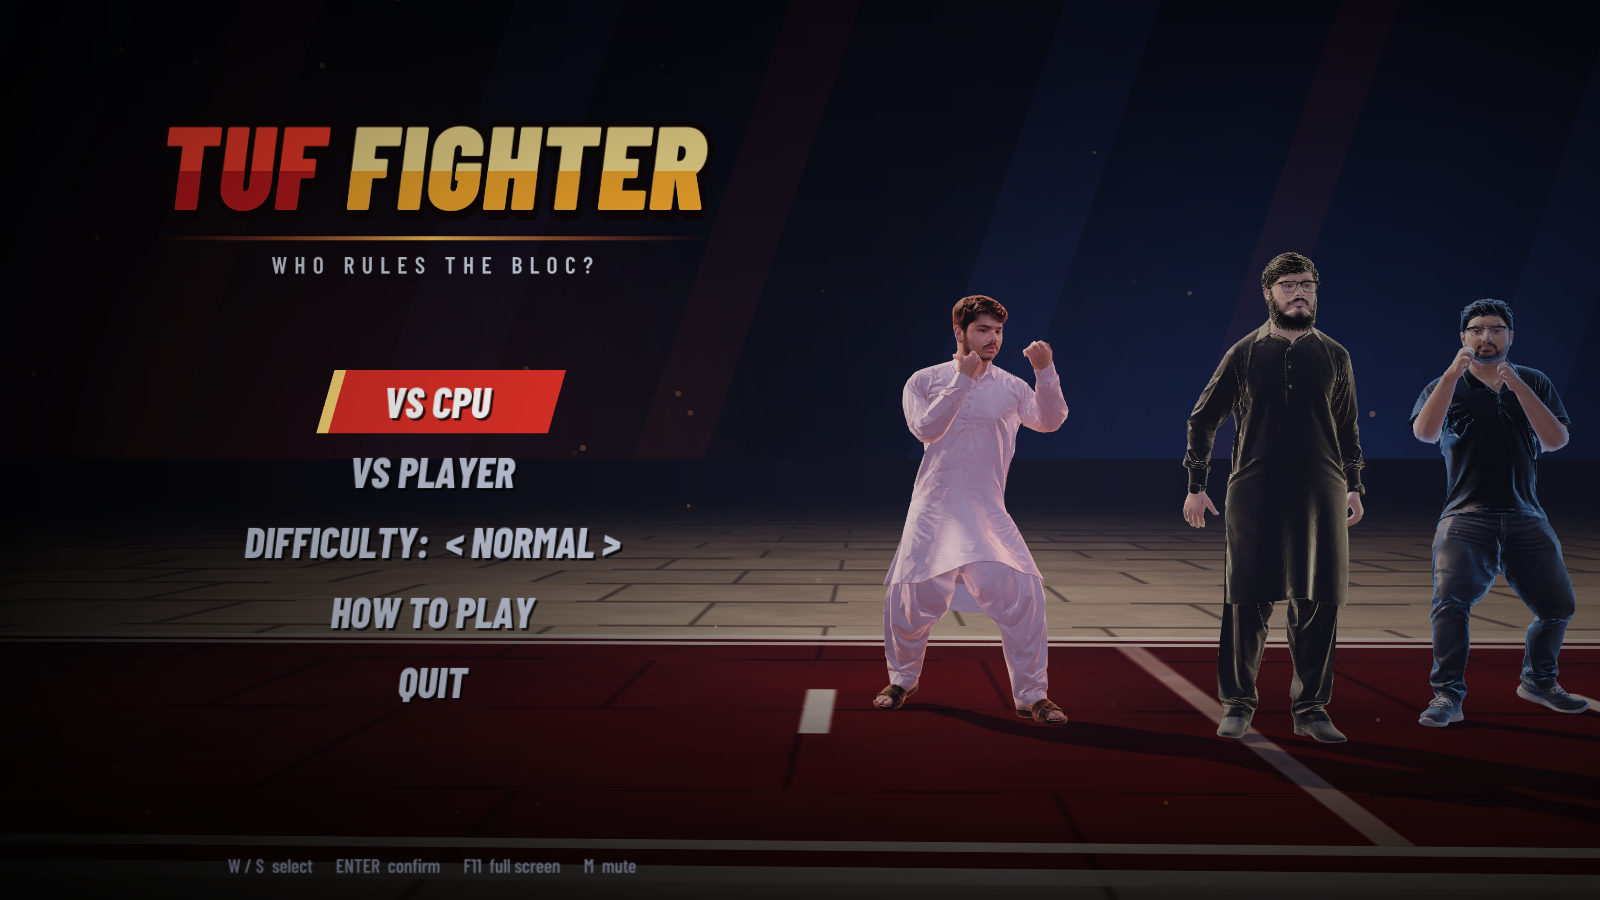 TUF FIGHTER
WHO RULES THE BLOC?
VS CPU
VS PLAYER
DIFFICULTY: < NORMAL >
HOW TO PLAY
QUIT
W / S select ENTER confirm F11 full screen M mute